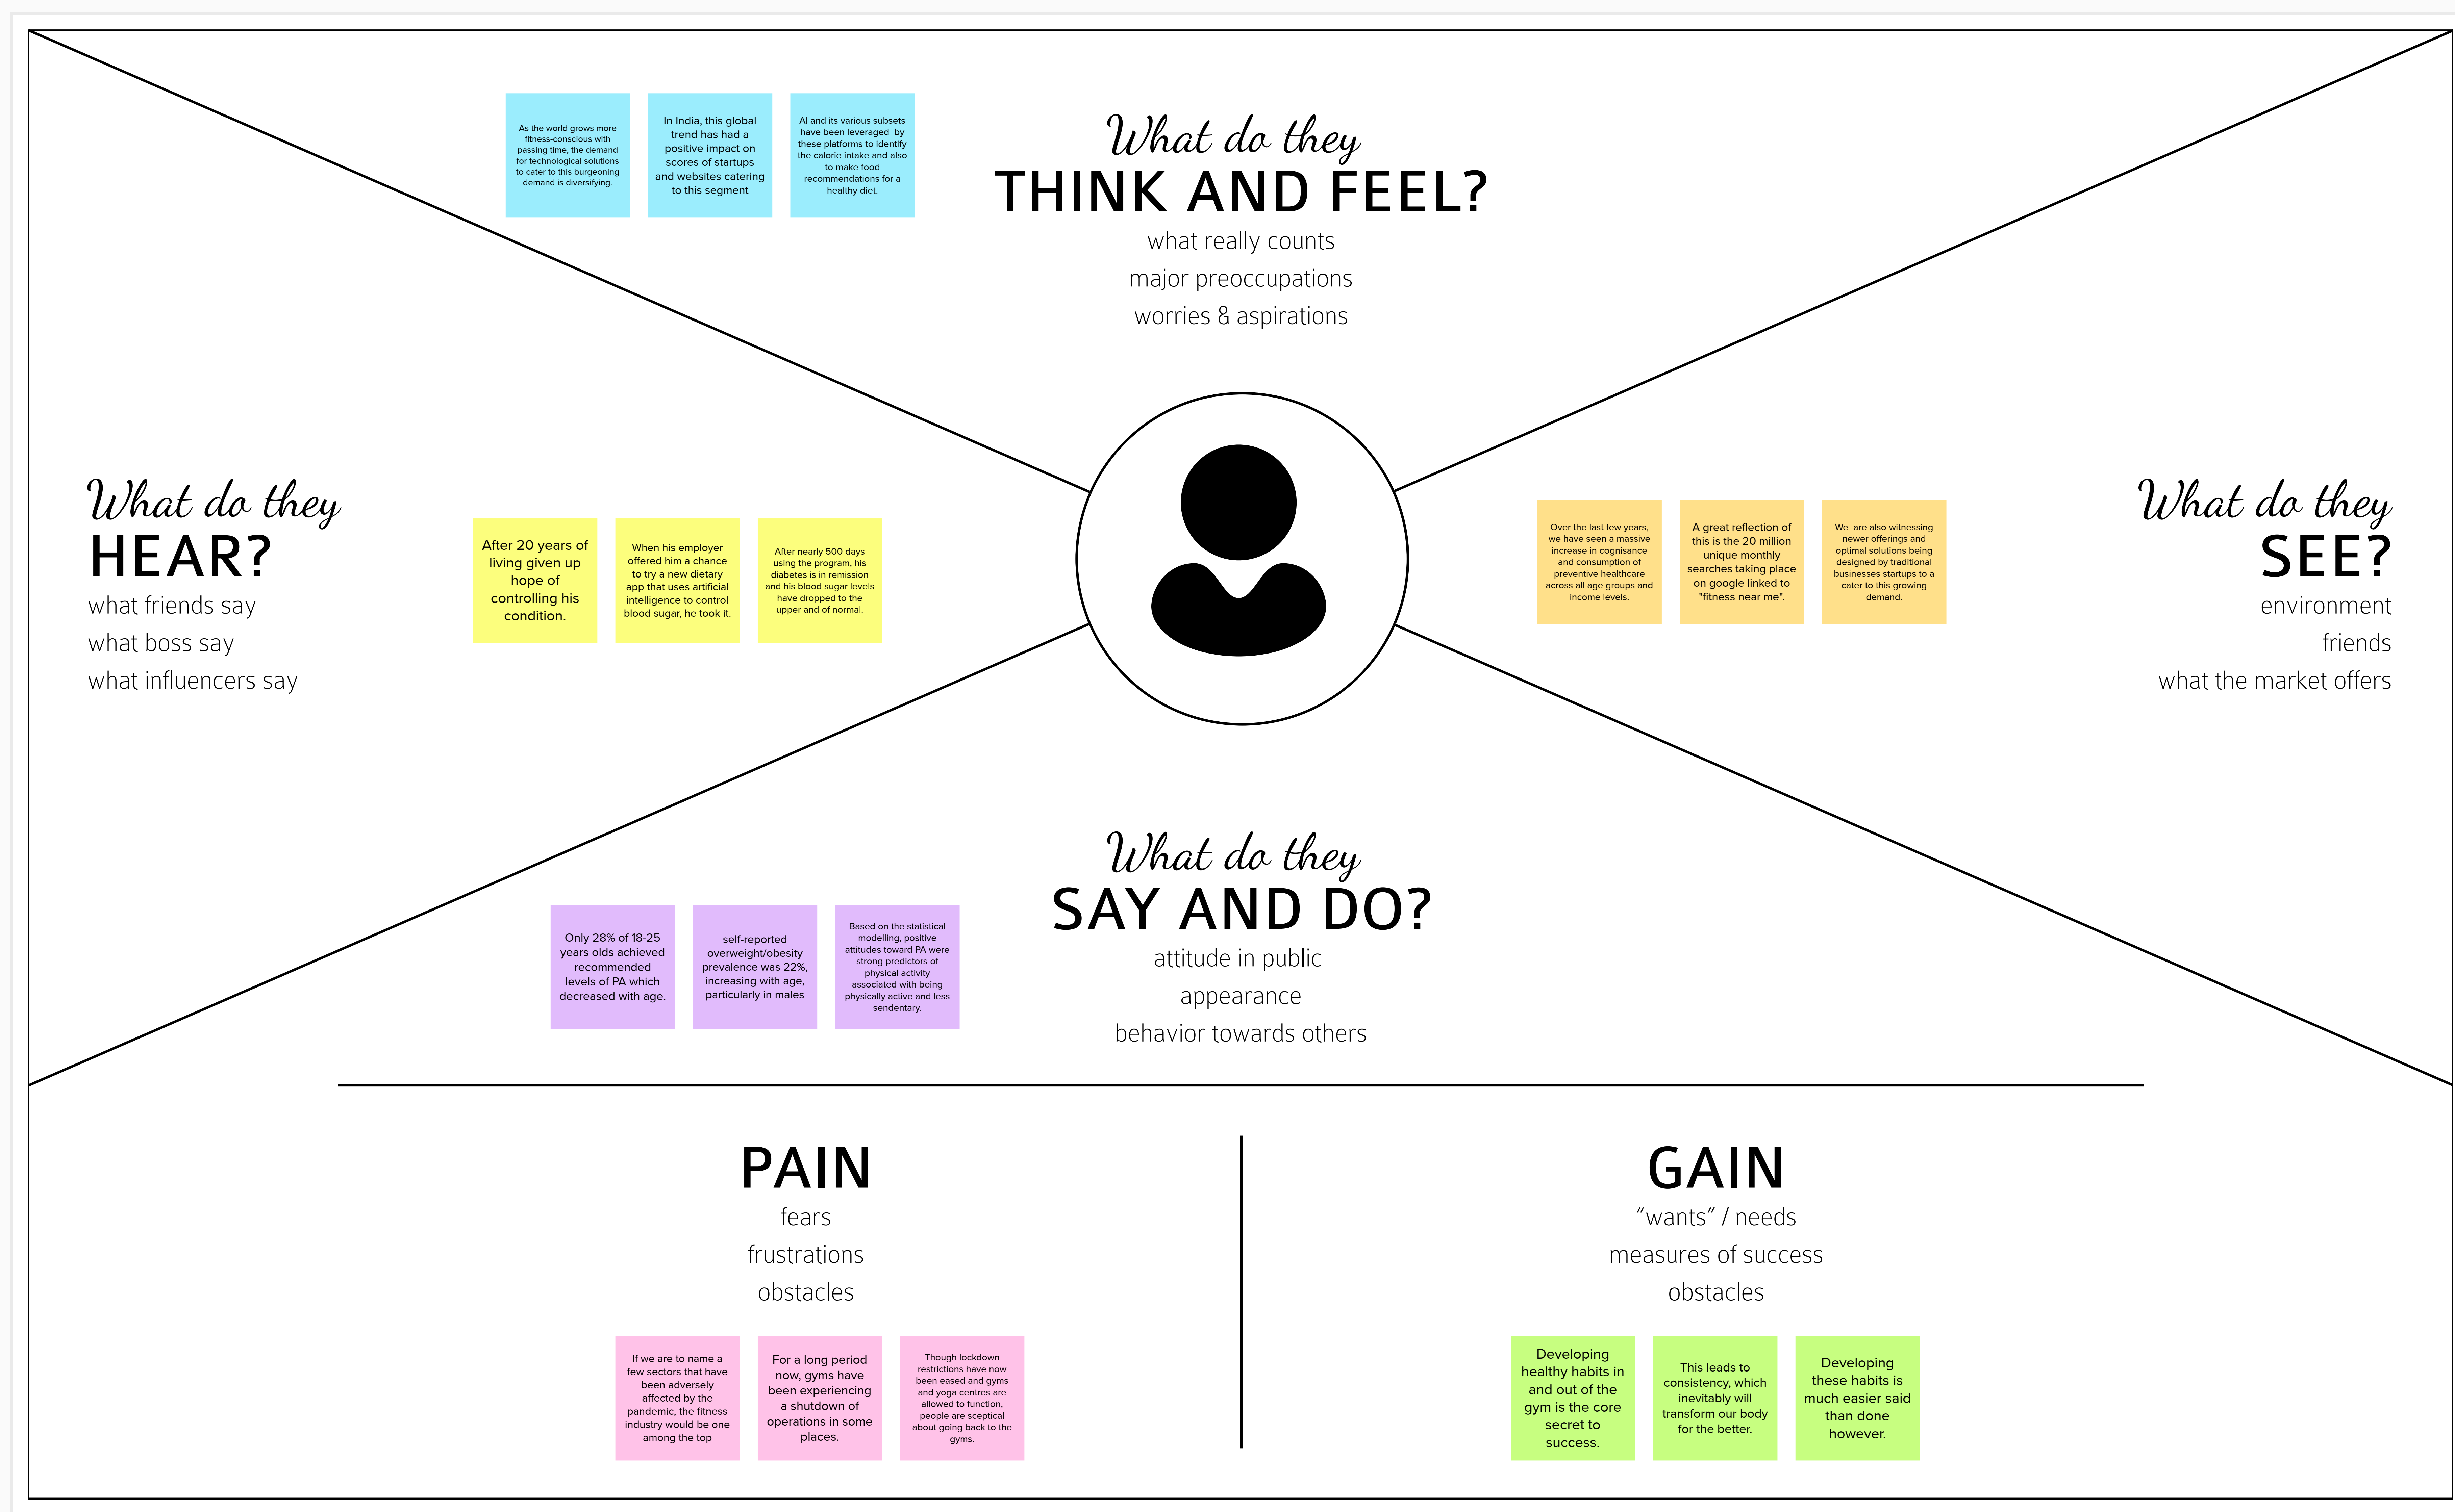 As the world grows more
fitness-conscious with
passing time, the demand
for technological solutions
to cater to this burgeoning
demand is diversifying.
In India, this global
trend has had a
positive impact on
scores of startups
and websites catering
to this segment
AI and its various subsets
have been leveraged by
these platforms to identify
the calorie intake and also
to make food
recommendations for a
healthy diet.
What do they
THINK AND FEEL?
what really counts
major preoccupations
worries & aspirations
What do they
HEAR?
what friends say
what boss say
what influencers say
After 20 years of
living given up
hope of
controlling his
condition.
When his employer
offered him a chance
to try a new dietary
app that uses artificial
intelligence to control
blood sugar, he took it.
After nearly 500 days
using the program, his
diabetes is in remission
and his blood sugar levels
have dropped to the
upper and of normal.
Over the last few years,
we have seen a massive
increase in cognisance
and consumption of
preventive healthcare
across all age groups and
income levels.
A great reflection of
this is the 20 million
unique monthly
searches taking place
on google linked to
"fitness near me".
We are also witnessing
newer offerings and
optimal solutions being
designed by traditional
businesses startups to a
cater to this growing
demand.
What do they
SEE?
environment
friends
what the market offers
What do they
SAY AND DO?
attitude in public
appearance
behavior towards others
Only 28% of 18-25
years olds achieved
recommended
levels of PA which
decreased with age.
self-reported
overweight/obesity
prevalence was 22%,
increasing with age,
particularly in males
Based on the statistical
modelling, positive
attitudes toward PA were
strong predictors of
physical activity
associated with being
physically active and less
sendentary.
PAIN
fears
frustrations
obstacles
If we are to name a
few sectors that have
been adversely
affected by the
pandemic, the fitness
industry would be one
among the top
For a long period
now, gyms have
been experiencing
a shutdown of
operations in some
places.
Though lockdown
restrictions have now
been eased and gyms
and yoga centres are
allowed to function,
people are sceptical
about going back to the
gyms.
GAIN
“wants” / needs
measures of success
obstacles
Developing
healthy habits in
and out of the
gym is the core
secret to
success.
This leads to
consistency, which
inevitably will
transform our body
for the better.
Developing
these habits is
much easier said
than done
however.